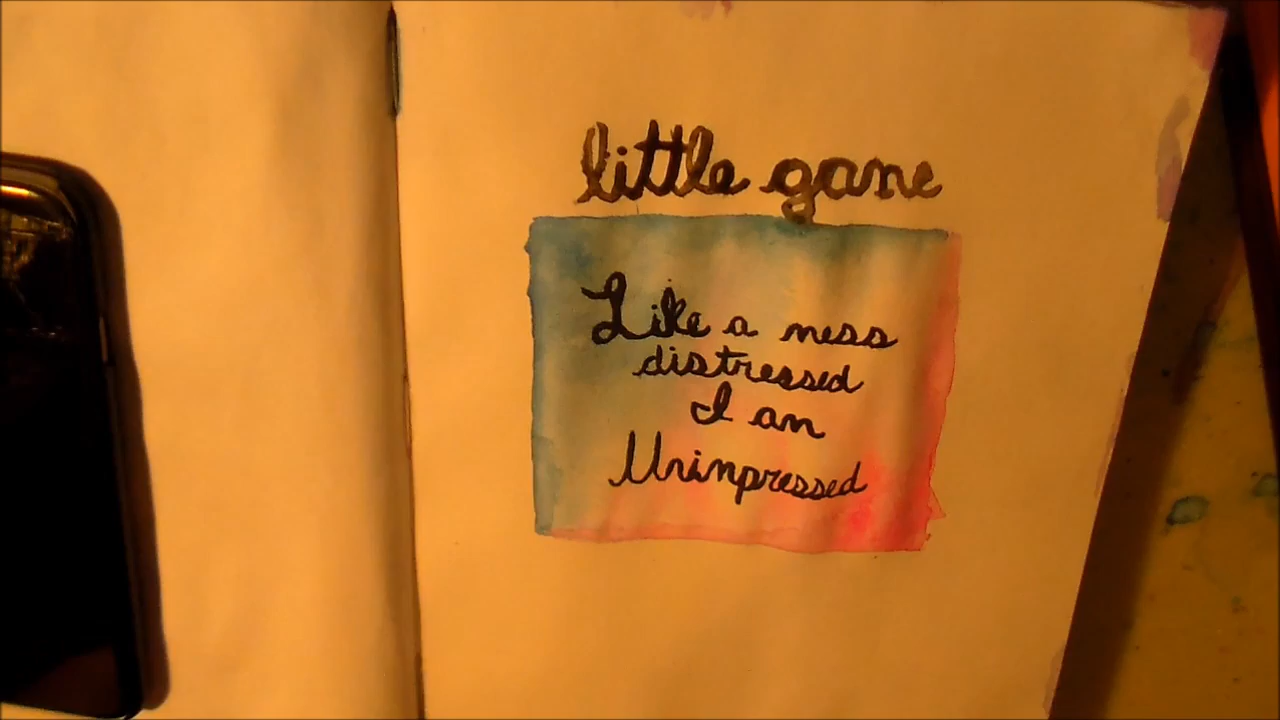 little game
Like a mess
distressed
I am
Unimpressed